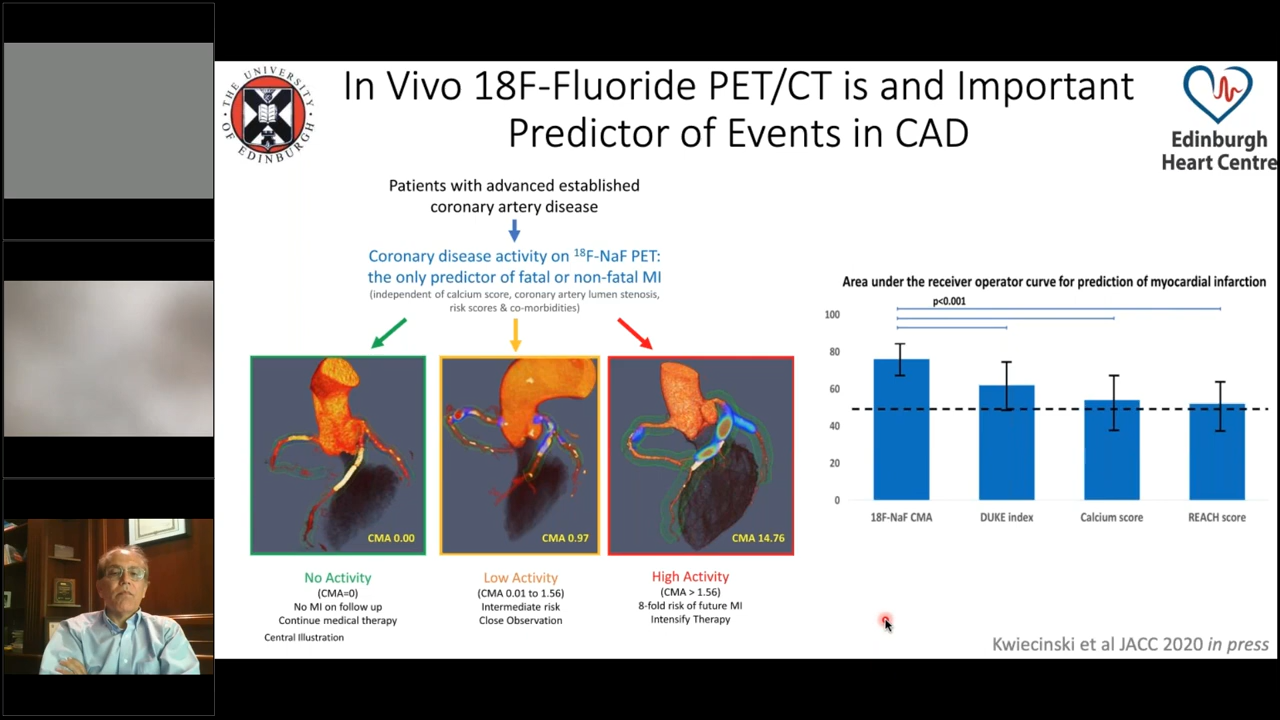 THE UNIVERSITY OF EDINBURGH
In Vivo 18F-Fluoride PET/CT is and Important
Predictor of Events in CAD
Edinburgh
Heart Centre
Patients with advanced established
coronary artery disease
Coronary disease activity on ¹⁸F-NaF PET:
the only predictor of fatal or non-fatal MI
(independent of calcium score, coronary artery lumen stenosis,
risk scores & co-morbidities)
CMA 0.00
CMA 0.97
CMA 14.76
No Activity
(CMA=0)
No MI on follow up
Continue medical therapy
Low Activity
(CMA 0.01 to 1.56)
Intermediate risk
Close Observation
High Activity
(CMA > 1.56)
8-fold risk of future MI
Intensify Therapy
Central Illustration
Area under the receiver operator curve for prediction of myocardial infarction
p<0.001
100
80
60
40
20
0
18F-NaF CMA
DUKE index
Calcium score
REACH score
Kwiecinski et al JACC 2020 in press